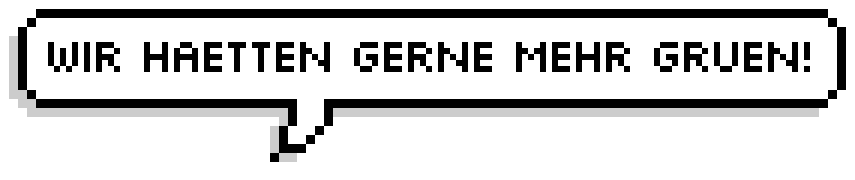 WIR HAETTEN GERNE MEHR GRUEN!